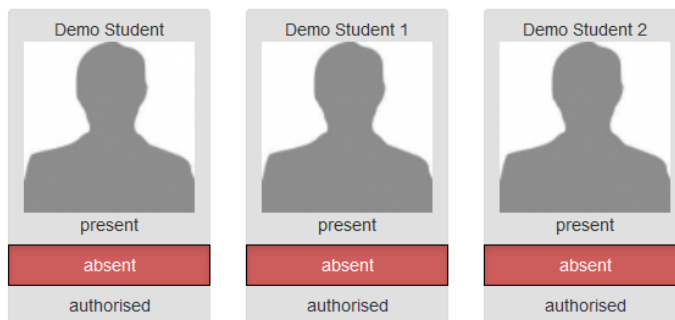 Demo Student
present
absent
authorised
Demo Student 1
present
absent
authorised
Demo Student 2
present
absent
authorised